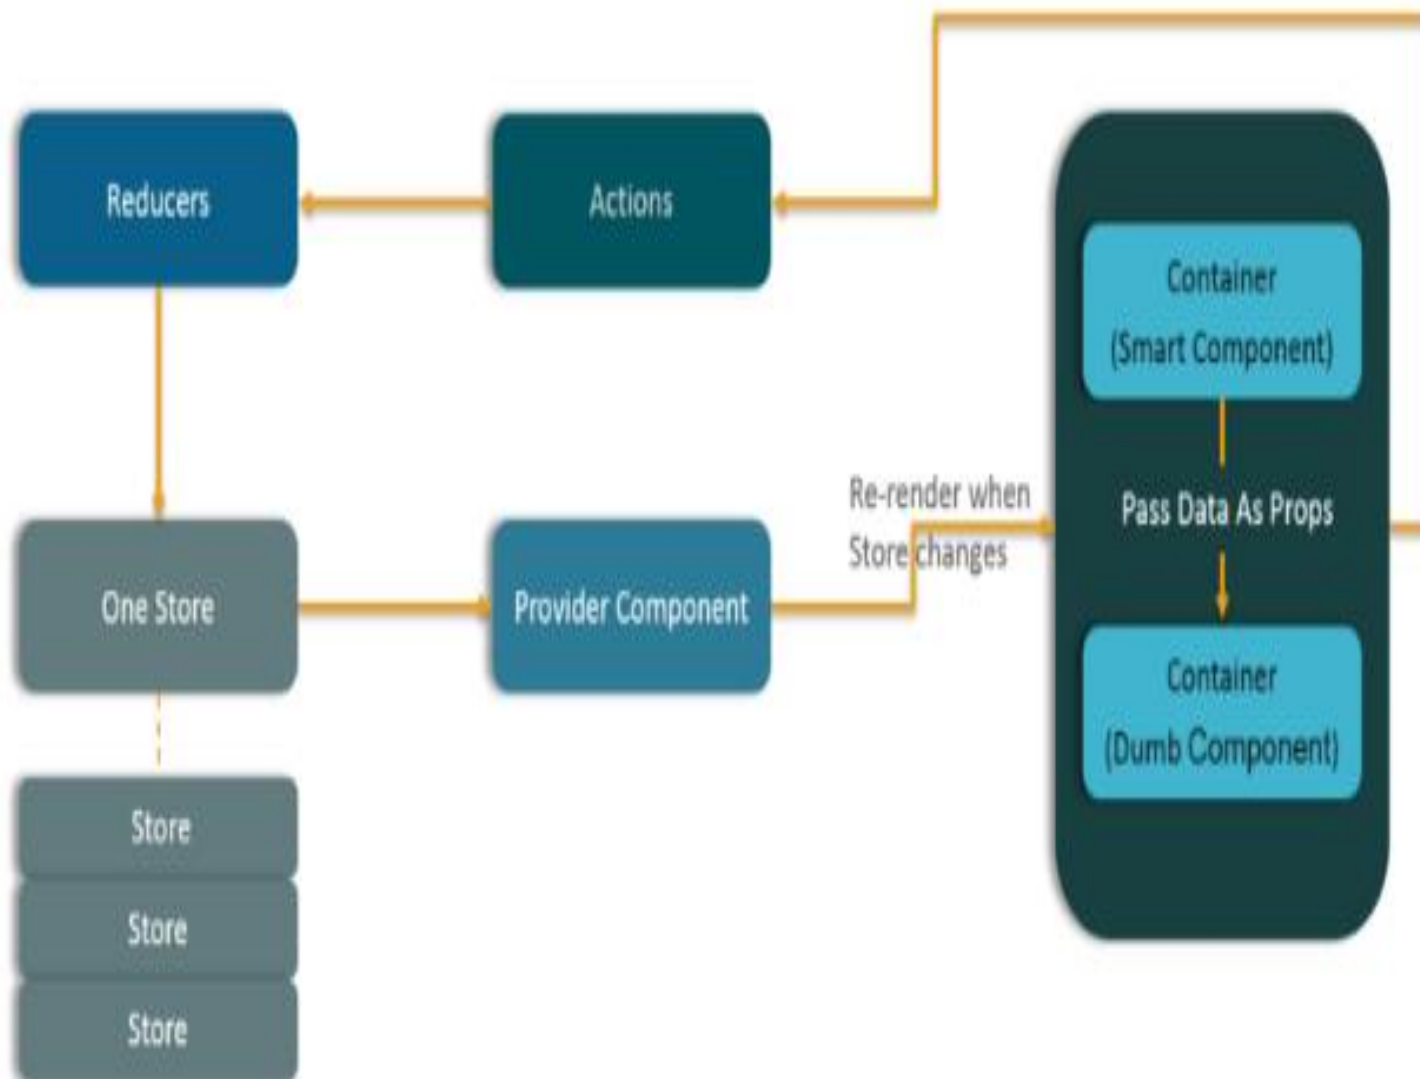 Reducers
Actions
Container
(Smart Component)
Re-render when
Store changes
Pass Data As Props
One Store
Provider Component
Container
(Dumb Component)
Store
Store
Store